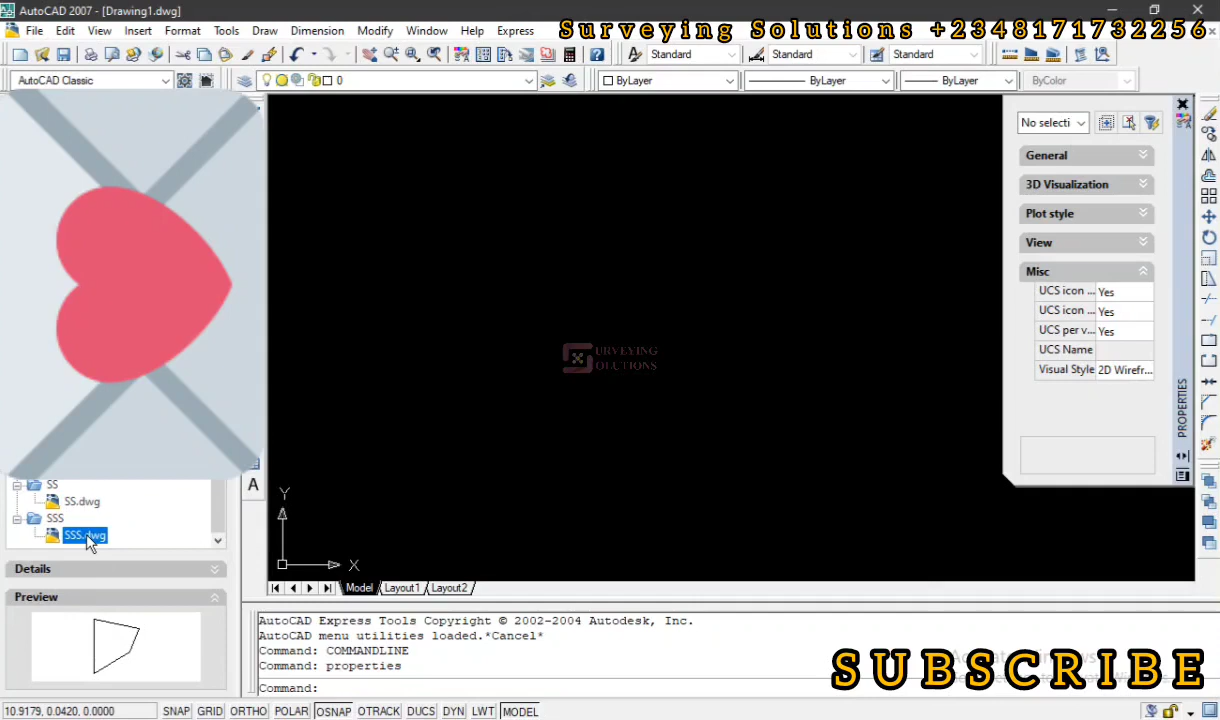 AutoCAD 2007 - [Drawing1.dwg]
Surveying Solutions +2348171732256
File Edit View Insert Format Tools Draw Dimension Modify Window Help Express
Standard Standard Standard
AutoCAD Classic 0 ByLayer ByLayer ByLayer ByColor
No selecti
General
3D Visualization
Plot style
View
Misc
UCS icon ... Yes
UCS icon ... Yes
UCS per v... Yes
UCS Name
Visual Style 2D Wirefr...
PROPERTIES
SURVEYING
SOLUTIONS
A
SS
SS.dwg
SSS
SSS.dwg
Y
X
Details
Preview
Model Layout1 Layout2
AutoCAD Express Tools Copyright © 2002-2004 Autodesk, Inc.
AutoCAD menu utilities loaded.*Cancel*
Command: COMMANDLINE
Command: properties
Command:
SUBSCRIBE
10.9179, 0.0420, 0.0000 SNAP GRID ORTHO POLAR OSNAP OTRACK DUCS DYN LWT MODEL